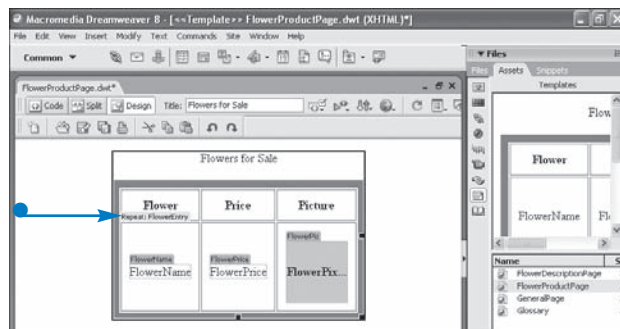 Macromedia Dreamweaver 8 - [<<Template>> FlowerProductPage.dwt (XHTML)*]
File Edit View Insert Modify Text Commands Site Window Help
Common
FlowerProductPage.dwt*
Code Split Design Title: Flowers for Sale
Flowers for Sale
Flower Price Picture
Repeat: FlowerEntry
FlowerName FlowerPrice FlowerPic
FlowerName FlowerPrice FlowerPix...
Files
Files Assets Snippets
Templates
Flow
Flower
FlowerName Fl
Name S
FlowerDescriptionPage
FlowerProductPage
GeneralPage
Glossary